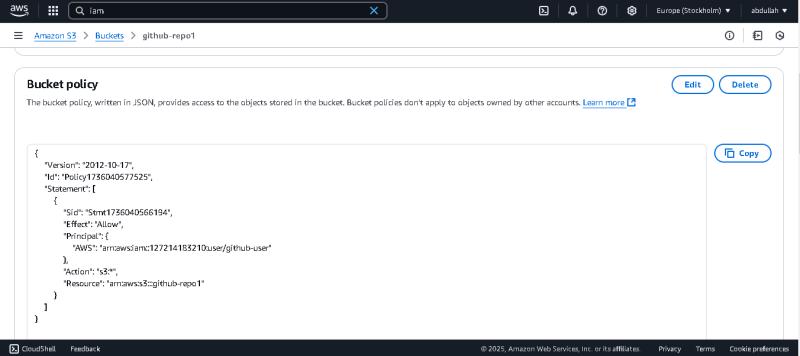 aws
iam
Europe (Stockholm)
abdullah
Amazon S3 > Buckets > github-repo1
Bucket policy
Edit
Delete
The bucket policy, written in JSON, provides access to the objects stored in the bucket. Bucket policies don't apply to objects owned by other accounts. Learn more
Copy
{
"Version": "2012-10-17",
"Id": "Policy1736040577525",
"Statement": [
{
"Sid": "Stmt1736040566194",
"Effect": "Allow",
"Principal": {
"AWS": "arn:aws:iam::127214183210:user/github-user"
},
"Action": "s3:*",
"Resource": "arn:aws:s3:::github-repo1"
}
]
}
CloudShell
Feedback
© 2025, Amazon Web Services, Inc. or its affiliates.
Privacy
Terms
Cookie preferences